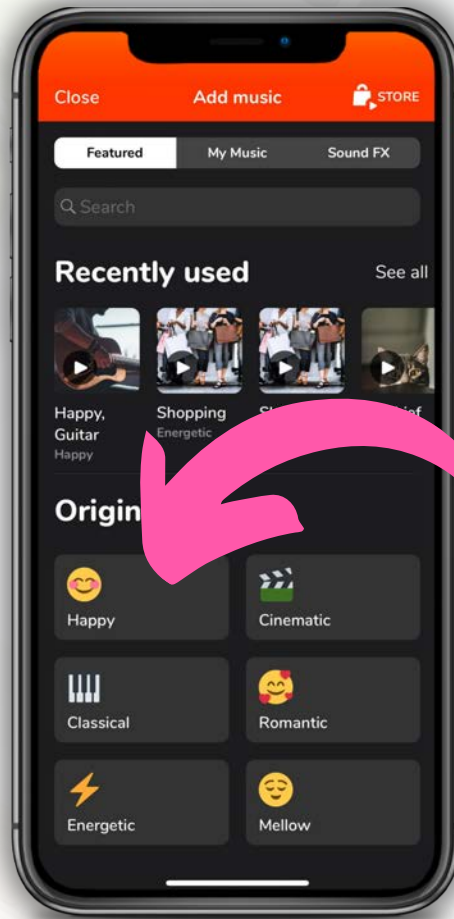 Close
Add music
STORE
Featured
My Music
Sound FX
Search
Recently used
See all
Happy, Guitar
Happy
Shopping
Energetic
Happy
Cinematic
Classical
Romantic
Energetic
Mellow